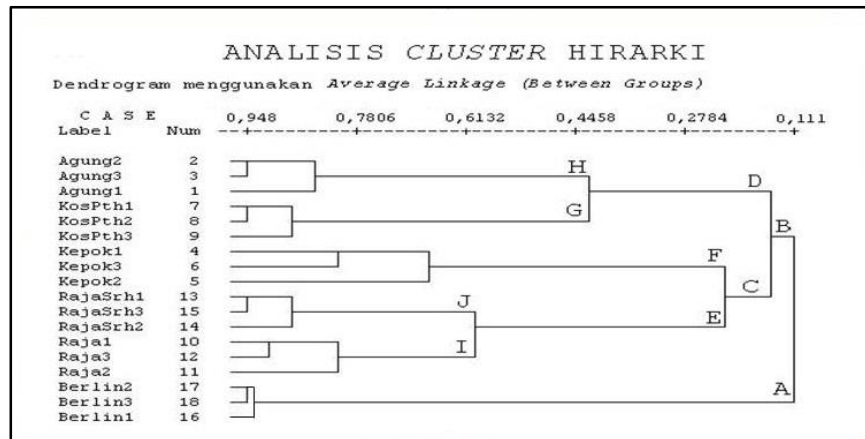 ANALISIS CLUSTER HIRARKI
Dendrogram menggunakan Average Linkage (Between Groups)
C A S E 0,948 0,7806 0,6132 0,4458 0,2784 0,111
Label Num
Agung2 2
Agung3 3
Agung1 1
KosPth1 7
KosPth2 8
KosPth3 9
Kepok1 4
Kepok3 6
Kepok2 5
RajaSrh1 13
RajaSrh3 15
RajaSrh2 14
Raja1 10
Raja3 12
Raja2 11
Berlin2 17
Berlin3 18
Berlin1 16
H
D
G
B
F
C
J
E
I
A